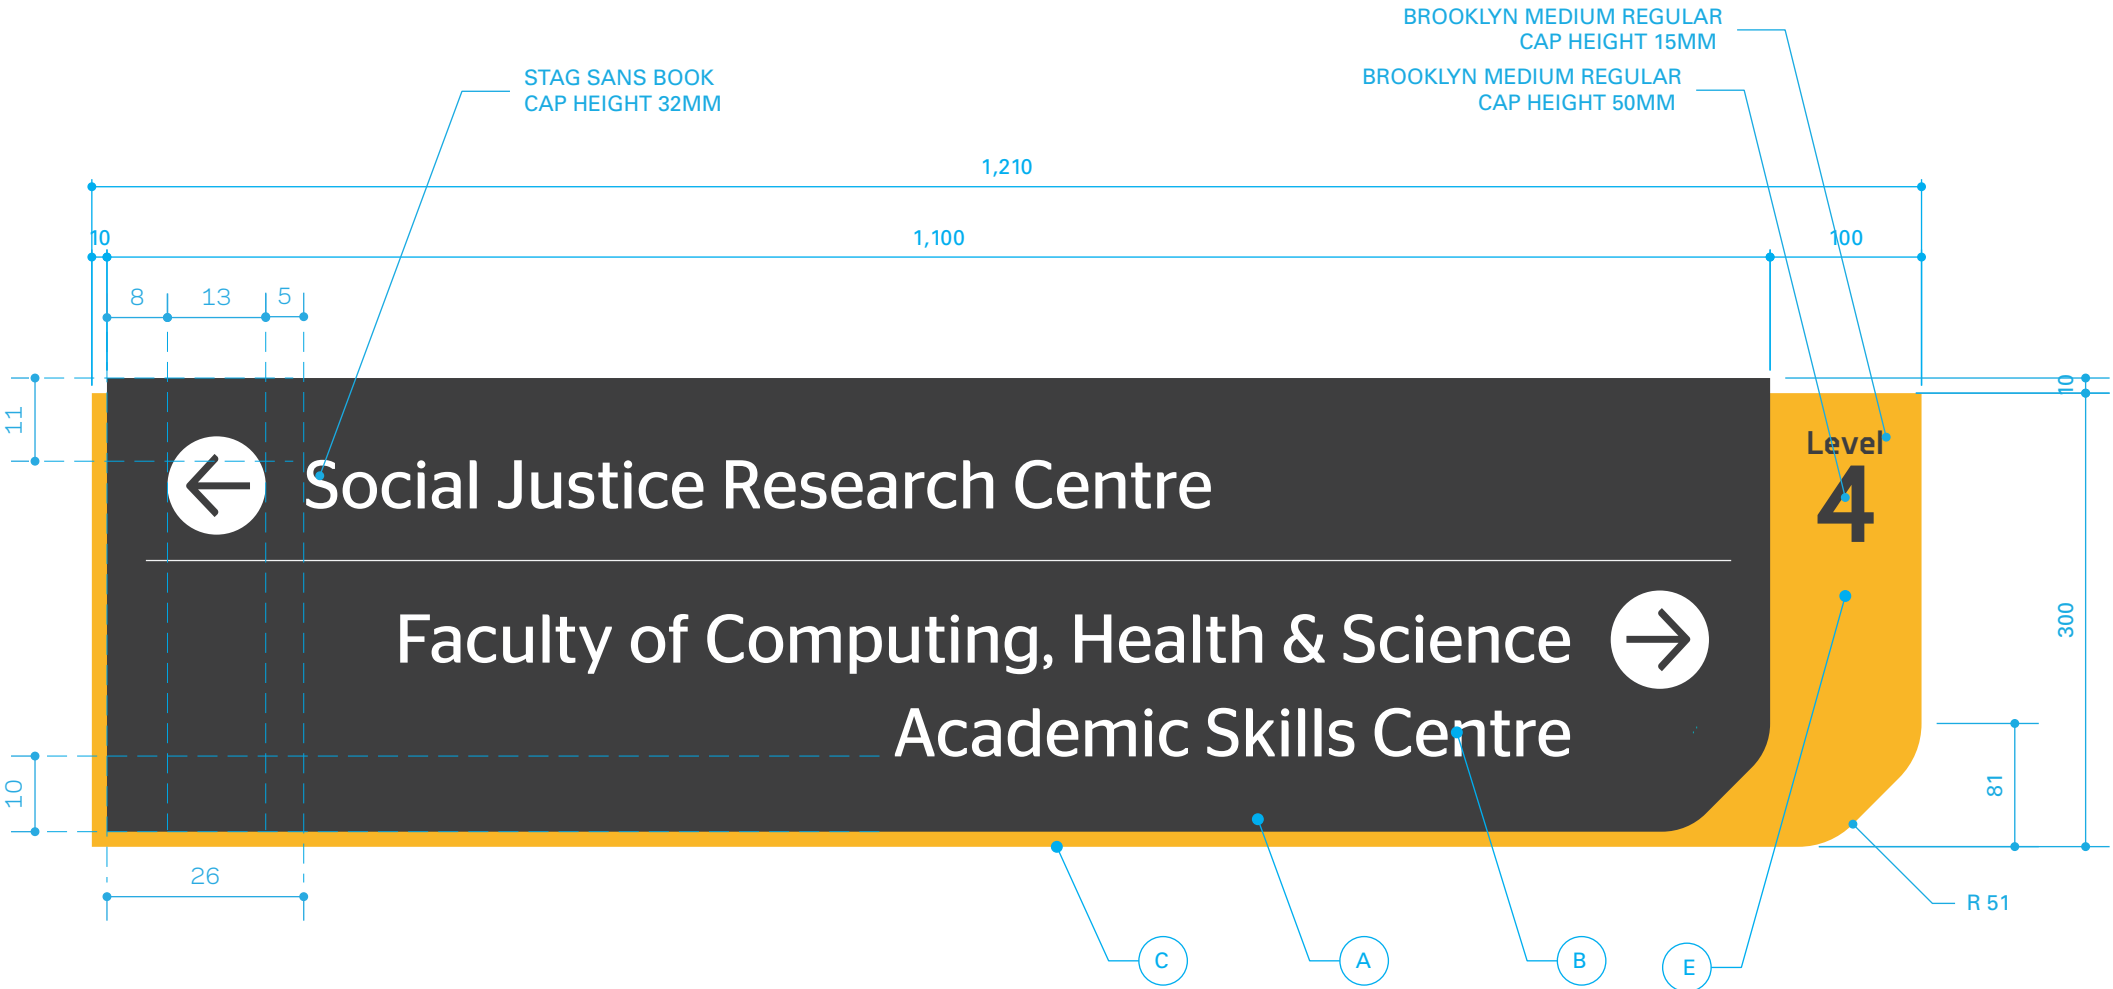 BROOKLYN MEDIUM REGULAR
CAP HEIGHT 15MM
STAG SANS BOOK
CAP HEIGHT 32MM
BROOKLYN MEDIUM REGULAR
CAP HEIGHT 50MM
1,210
10
1,100
100
8
13
5
10
11
Level
4
Social Justice Research Centre
300
Faculty of Computing, Health & Science
Academic Skills Centre
10
81
26
R 51
C
A
B
E